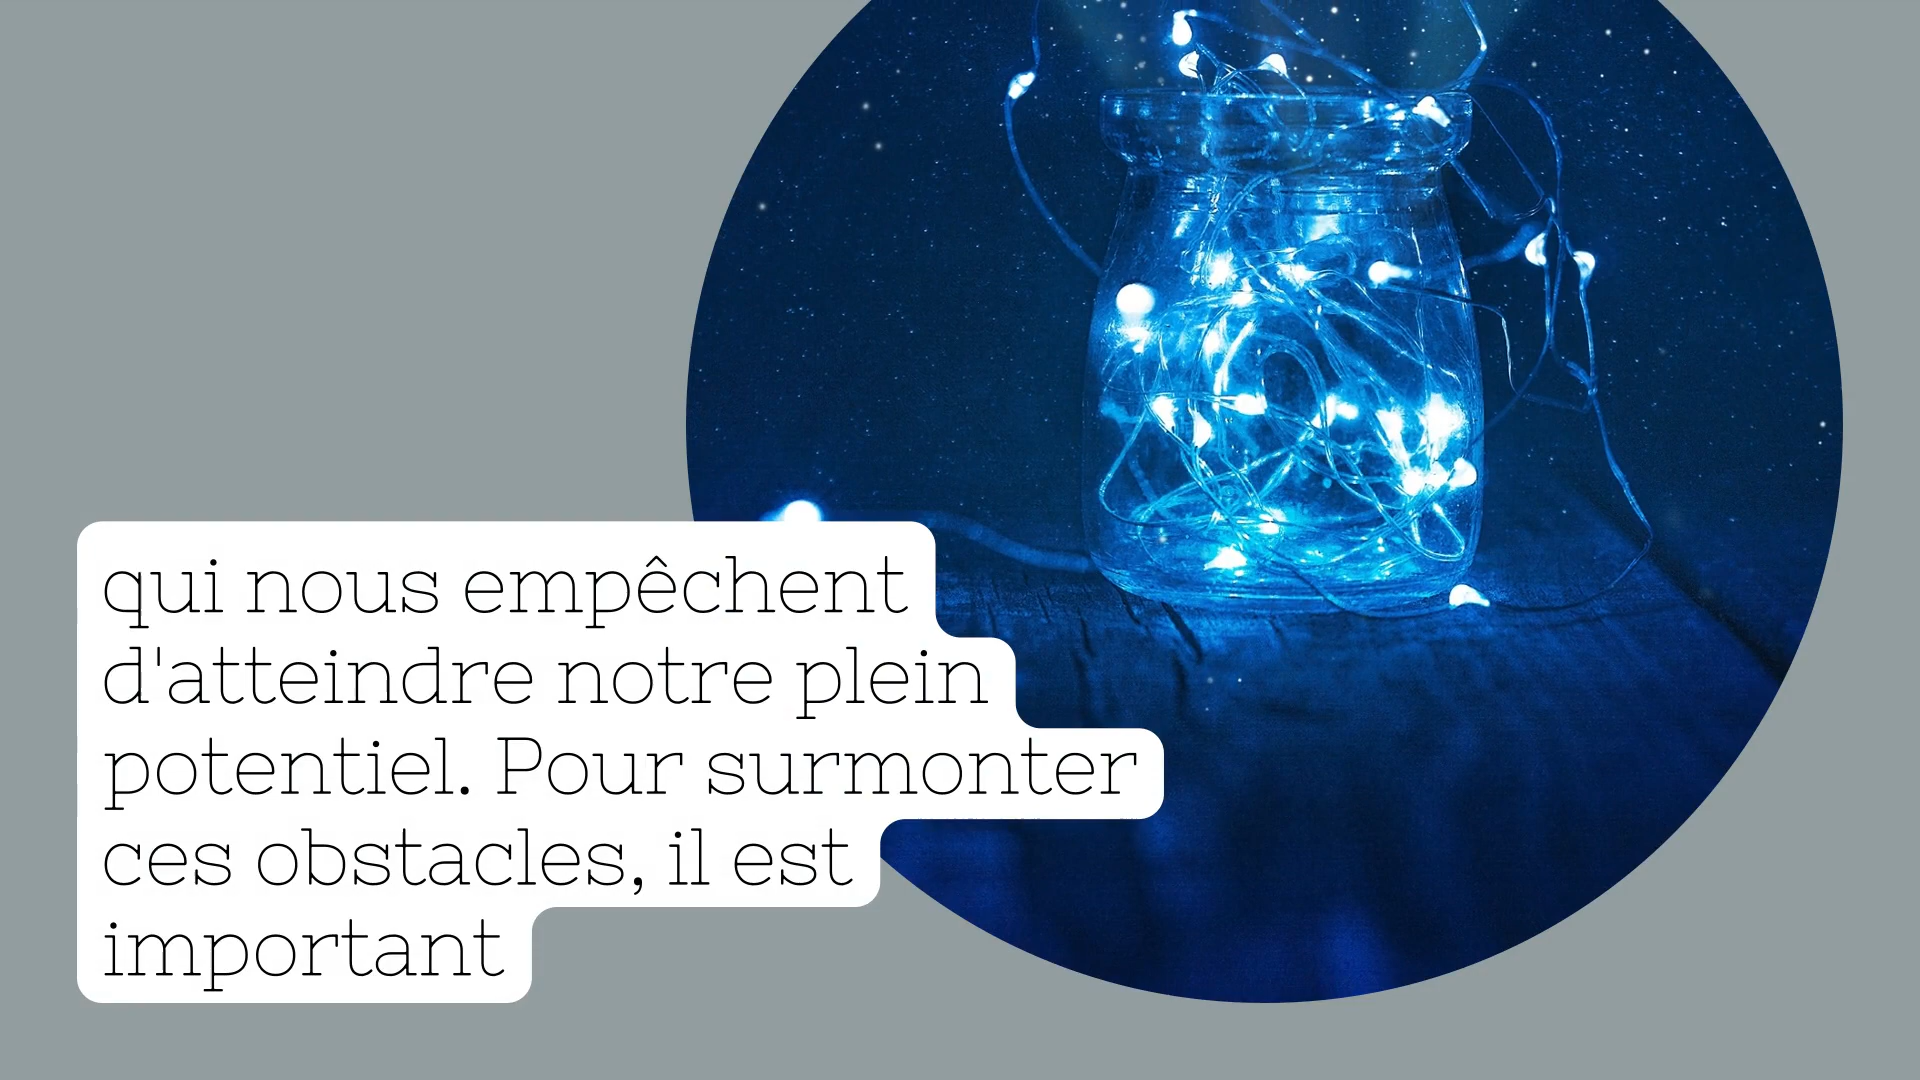 qui nous empêchent
d'atteindre notre plein
potentiel. Pour surmonter
ces obstacles, il est
important